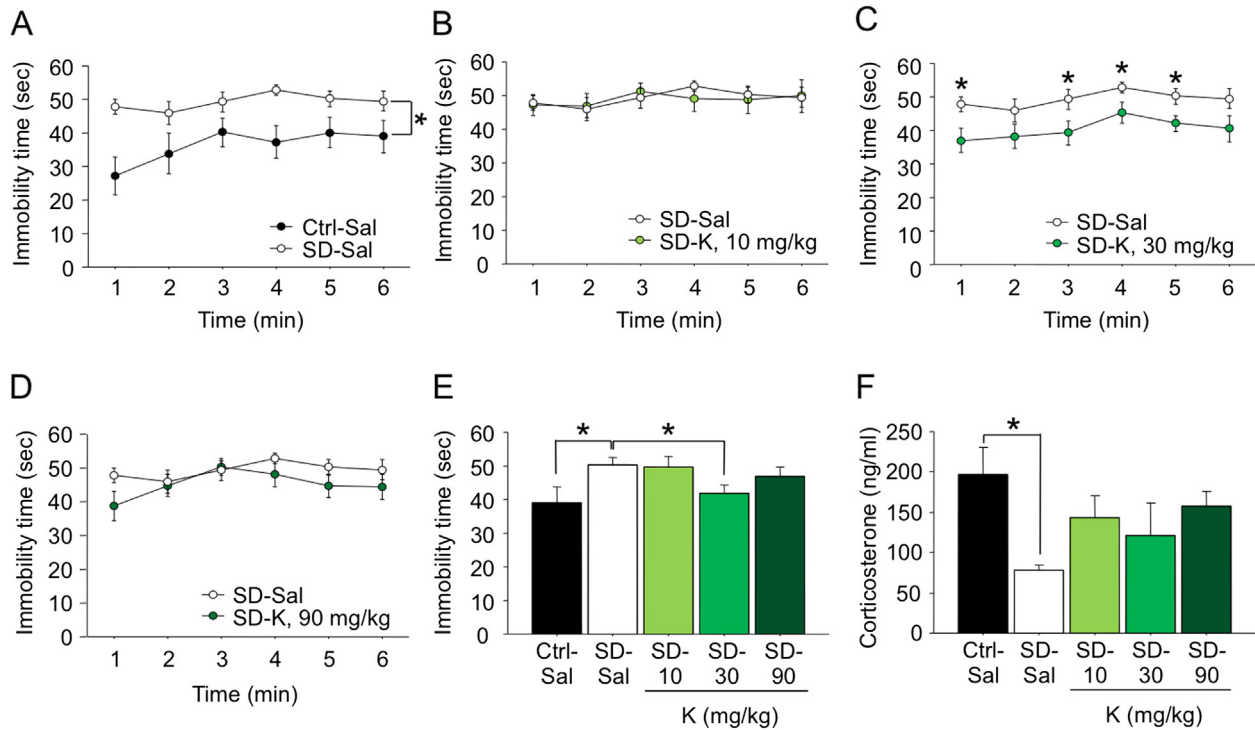 A
Immobility time (sec)
60
50
40
30
20
10
0
*
Ctrl-Sal
SD-Sal
1 2 3 4 5 6
Time (min)
B
Immobility time (sec)
60
50
40
30
20
10
0
SD-Sal
SD-K, 10 mg/kg
1 2 3 4 5 6
Time (min)
C
Immobility time (sec)
60
50
40
30
20
10
0
* * * *
SD-Sal
SD-K, 30 mg/kg
1 2 3 4 5 6
Time (min)
D
Immobility time (sec)
60
50
40
30
20
10
0
SD-Sal
SD-K, 90 mg/kg
1 2 3 4 5 6
Time (min)
E
Immobility time (sec)
60
50
40
30
20
10
0
* *
Ctrl- SD- SD- SD- SD-
Sal Sal 10 30 90
K (mg/kg)
F
Corticosterone (ng/ml)
250
200
150
100
50
0
*
Ctrl- SD- SD- SD- SD-
Sal Sal 10 30 90
K (mg/kg)